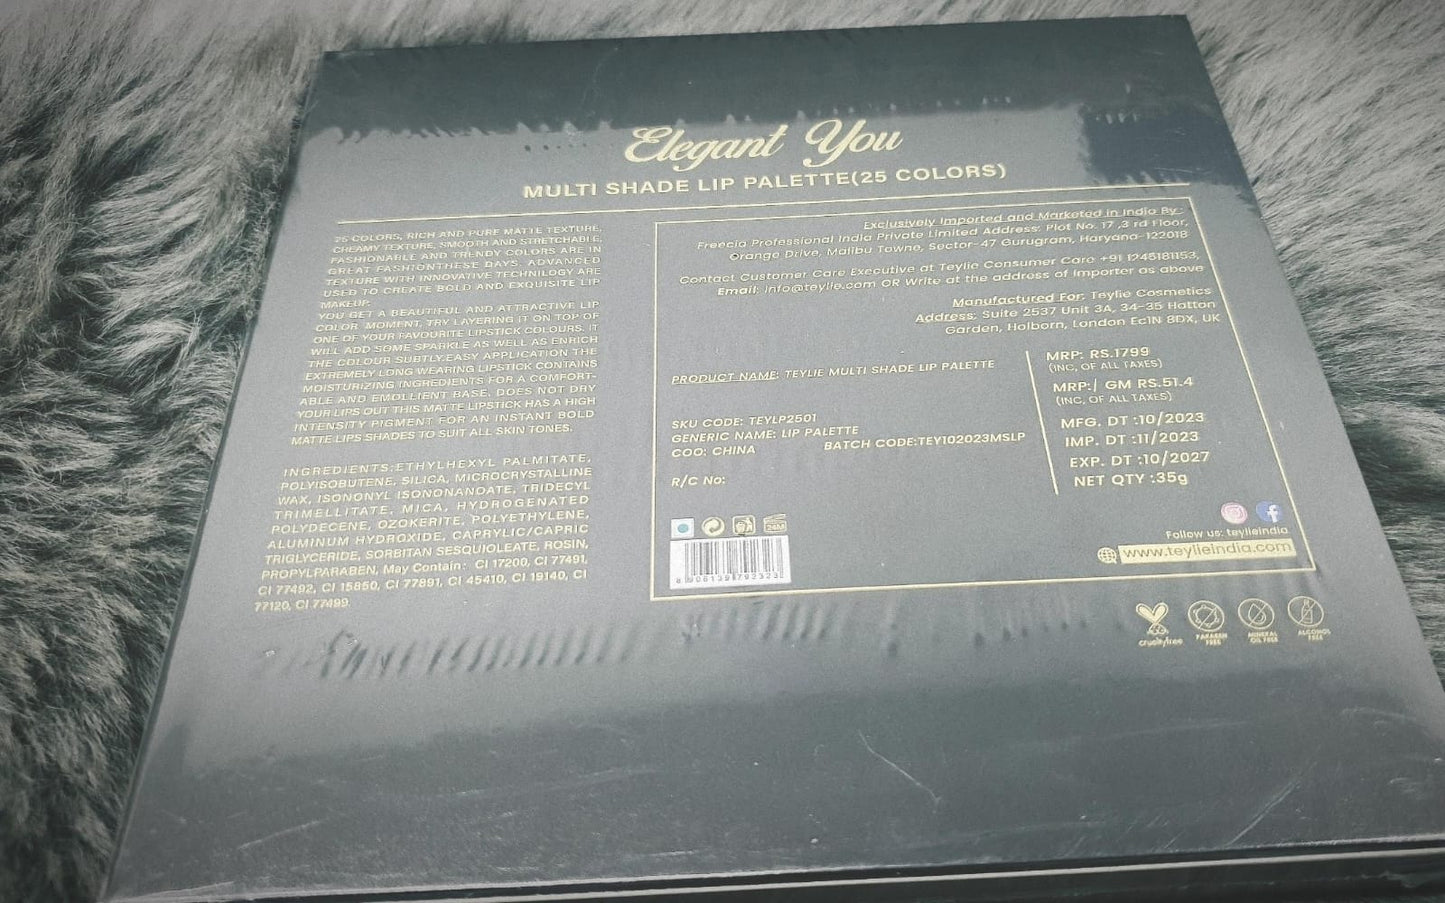 Elegant You
MULTI SHADE LIP PALETTE(25 COLORS)
25 COLORS, RICH AND PURE MATTE TEXTURE,
CREAMY TEXTURE, SMOOTH AND STRETCHABLE,
FASHIONABLE AND TRENDY COLORS ARE IN
GREAT FASHIONTHESE DAYS. ADVANCED
TEXTURE WITH INNOVATIVE TECHNILOGY ARE
USED TO CREATE BOLD AND EXQUISITE LIP
MAKEUP.
YOU GET A BEAUTIFUL AND ATTRACTIVE LIP
COLOR MOMENT, TRY LAYERING IT ON TOP OF
ONE OF YOUR FAVOURITE LIPSTICK COLOURS. IT
WILL ADD SOME SPARKLE AS WELL AS ENRICH
THE COLOUR SUBTLY.EASY APPLICATION THE
EXTREMELY LONG WEARING LIPSTICK CONTAINS
MOISTURIZING INGREDIENTS FOR A COMFORT-
ABLE AND EMOLLIENT BASE. DOES NOT DRY
YOUR LIPS OUT THIS MATTE LIPSTICK HAS A HIGH
INTENSITY PIGMENT FOR AN INSTANT BOLD
MATTE LIPS SHADES TO SUIT ALL SKIN TONES.
INGREDIENTS:ETHYLHEXYL PALMITATE,
POLYISOBUTENE, SILICA, MICROCRYSTALLINE
WAX, ISONONYL ISONONANOATE, TRIDECYL
TRIMELLITATE, MICA, HYDROGENATED
POLYDECENE, OZOKERITE, POLYETHYLENE,
ALUMINUM HYDROXIDE, CAPRYLIC/CAPRIC
TRIGLYCERIDE, SORBITAN SESQUIOLEATE, ROSIN,
PROPYLPARABEN, May Contain: CI 17200, CI 77491,
CI 77492, CI 15850, CI 77891, CI 45410, CI 19140, CI
77120, CI 77499
Exclusively Imported and Marketed in India By:
Freecia Professional India Private Limited Address: Plot No. 17 ,3 rd Floor,
Orange Drive, Malibu Towne, Sector-47 Gurugram, Haryana-122018
Contact Customer Care Executive at Teylie Consumer Care +91 1246181153,
Email: info@teylie.com OR Write at the address of Importer as above
Manufactured For: Teylie Cosmetics
Address: Suite 2537 Unit 3A, 34-35 Hatton
Garden, Holborn, London Ec1N 8DX, UK
PRODUCT NAME: TEYLIE MULTI SHADE LIP PALETTE
SKU CODE: TEYLP2501
GENERIC NAME: LIP PALETTE
COO: CHINA BATCH CODE:TEY102023MSLP
R/C No:
MRP: RS.1799
(INC, OF ALL TAXES)
MRP:/ GM RS.51.4
(INC, OF ALL TAXES)
MFG. DT :10/2023
IMP. DT :11/2023
EXP. DT :10/2027
NET QTY :35g
24M
Follow us: teylieindia
www.teylieindia.com
crueltyfree
PARABEN FREE
MINERAL OIL FREE
ALCOHOL FREE